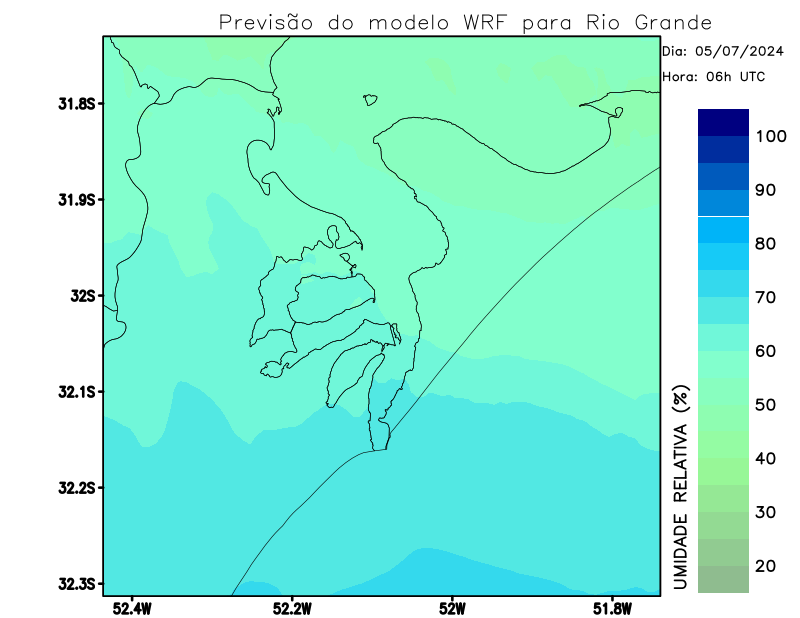 Previsão do modelo WRF para Rio Grande
Dia: 05/07/2024
Hora: 06h UTC
31.8S
31.9S
32S
32.1S
32.2S
32.3S
52.4W
52.2W
52W
51.8W
100
90
80
70
60
50
40
30
20
UMIDADE RELATIVA (%)